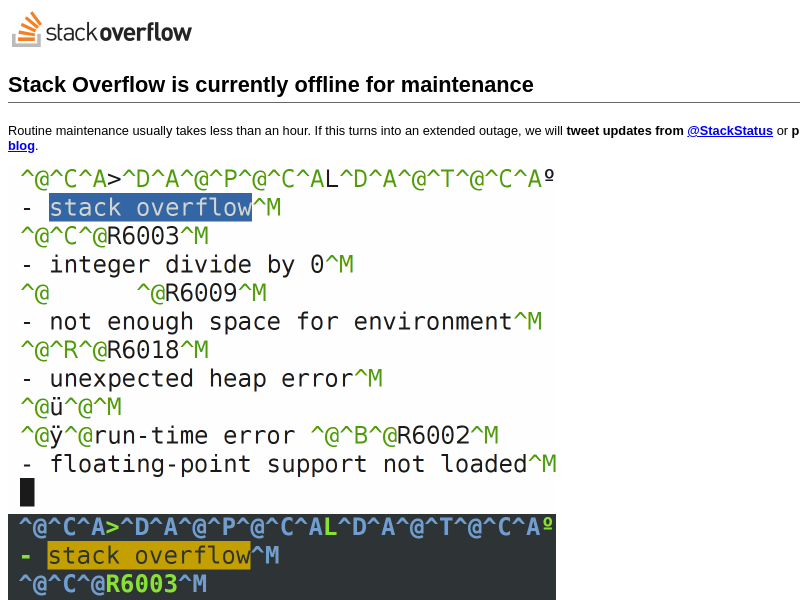 stackoverflow
Stack Overflow is currently offline for maintenance
Routine maintenance usually takes less than an hour. If this turns into an extended outage, we will tweet updates from @StackStatus or p
blog.
^@^C^A>^D^A^@^P^@^C^AL^D^A^@^T^@^C^Aº
- stack overflow^M
^@^C^@R6003^M
- integer divide by 0^M
^@      ^@R6009^M
- not enough space for environment^M
^@^R^@R6018^M
- unexpected heap error^M
^@ü^@^M
^@ÿ^@run-time error ^@^B^@R6002^M
- floating-point support not loaded^M
^@^C^A>^D^A^@^P^@^C^AL^D^A^@^T^@^C^Aº
- stack overflow^M
^@^C^@R6003^M